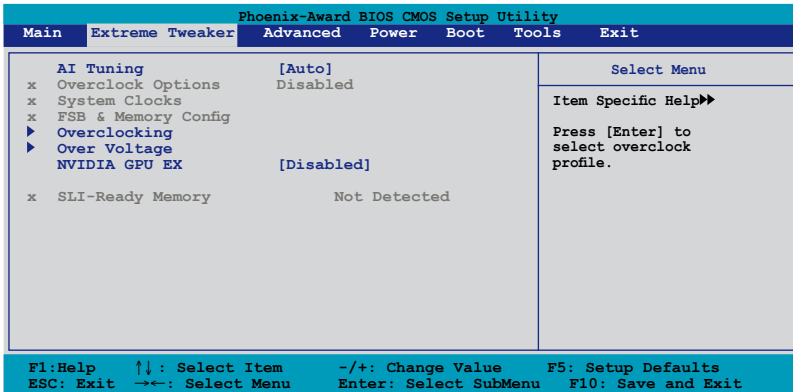 Phoenix-Award BIOS CMOS Setup Utility
Main Extreme Tweaker Advanced Power Boot Tools Exit
AI Tuning [Auto]
x Overclock Options Disabled
x System Clocks
x FSB & Memory Config
Overclocking
Over Voltage
NVIDIA GPU EX [Disabled]
x SLI-Ready Memory Not Detected
Select Menu
Item Specific Help
Press [Enter] to
select overclock
profile.
F1:Help ↑↓ : Select Item -/+: Change Value F5: Setup Defaults
ESC: Exit →←: Select Menu Enter: Select SubMenu F10: Save and Exit